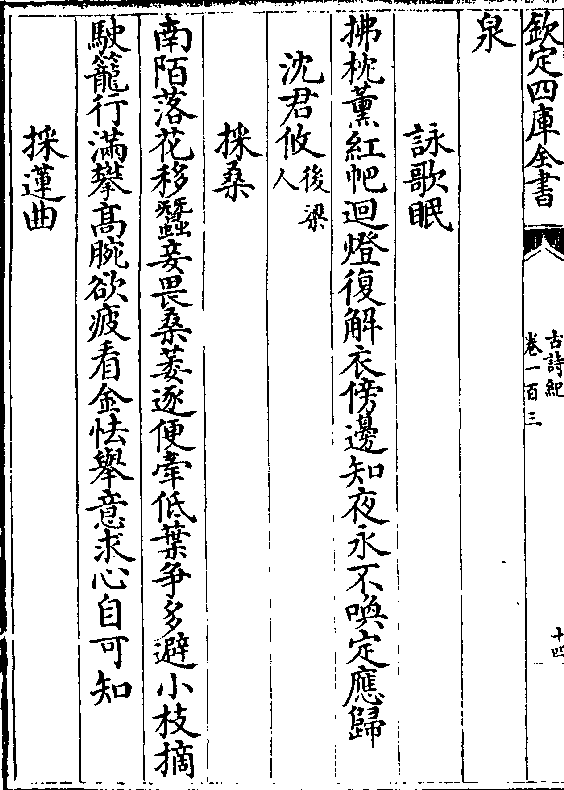 欽定四庫全書
古詩紀
卷一百三
十四
泉
詠歌眠
拂枕薫紅帊迴燈復解衣傍邊知夜永不喚定應歸
沈君攸後梁人
採桑
南陌落花移蠶妾畏桑萎逐便牽低葉争多避小枝摘
駛籠行滿攀髙腕欲疲看金怯舉意求心自可知
採蓮曲